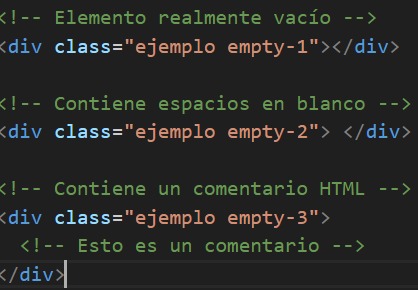 <!-- Elemento realmente vacío -->
<div class="ejemplo empty-1"></div>
<!-- Contiene espacios en blanco -->
<div class="ejemplo empty-2"> </div>
<!-- Contiene un comentario HTML -->
<div class="ejemplo empty-3">
<!-- Esto es un comentario -->
</div>